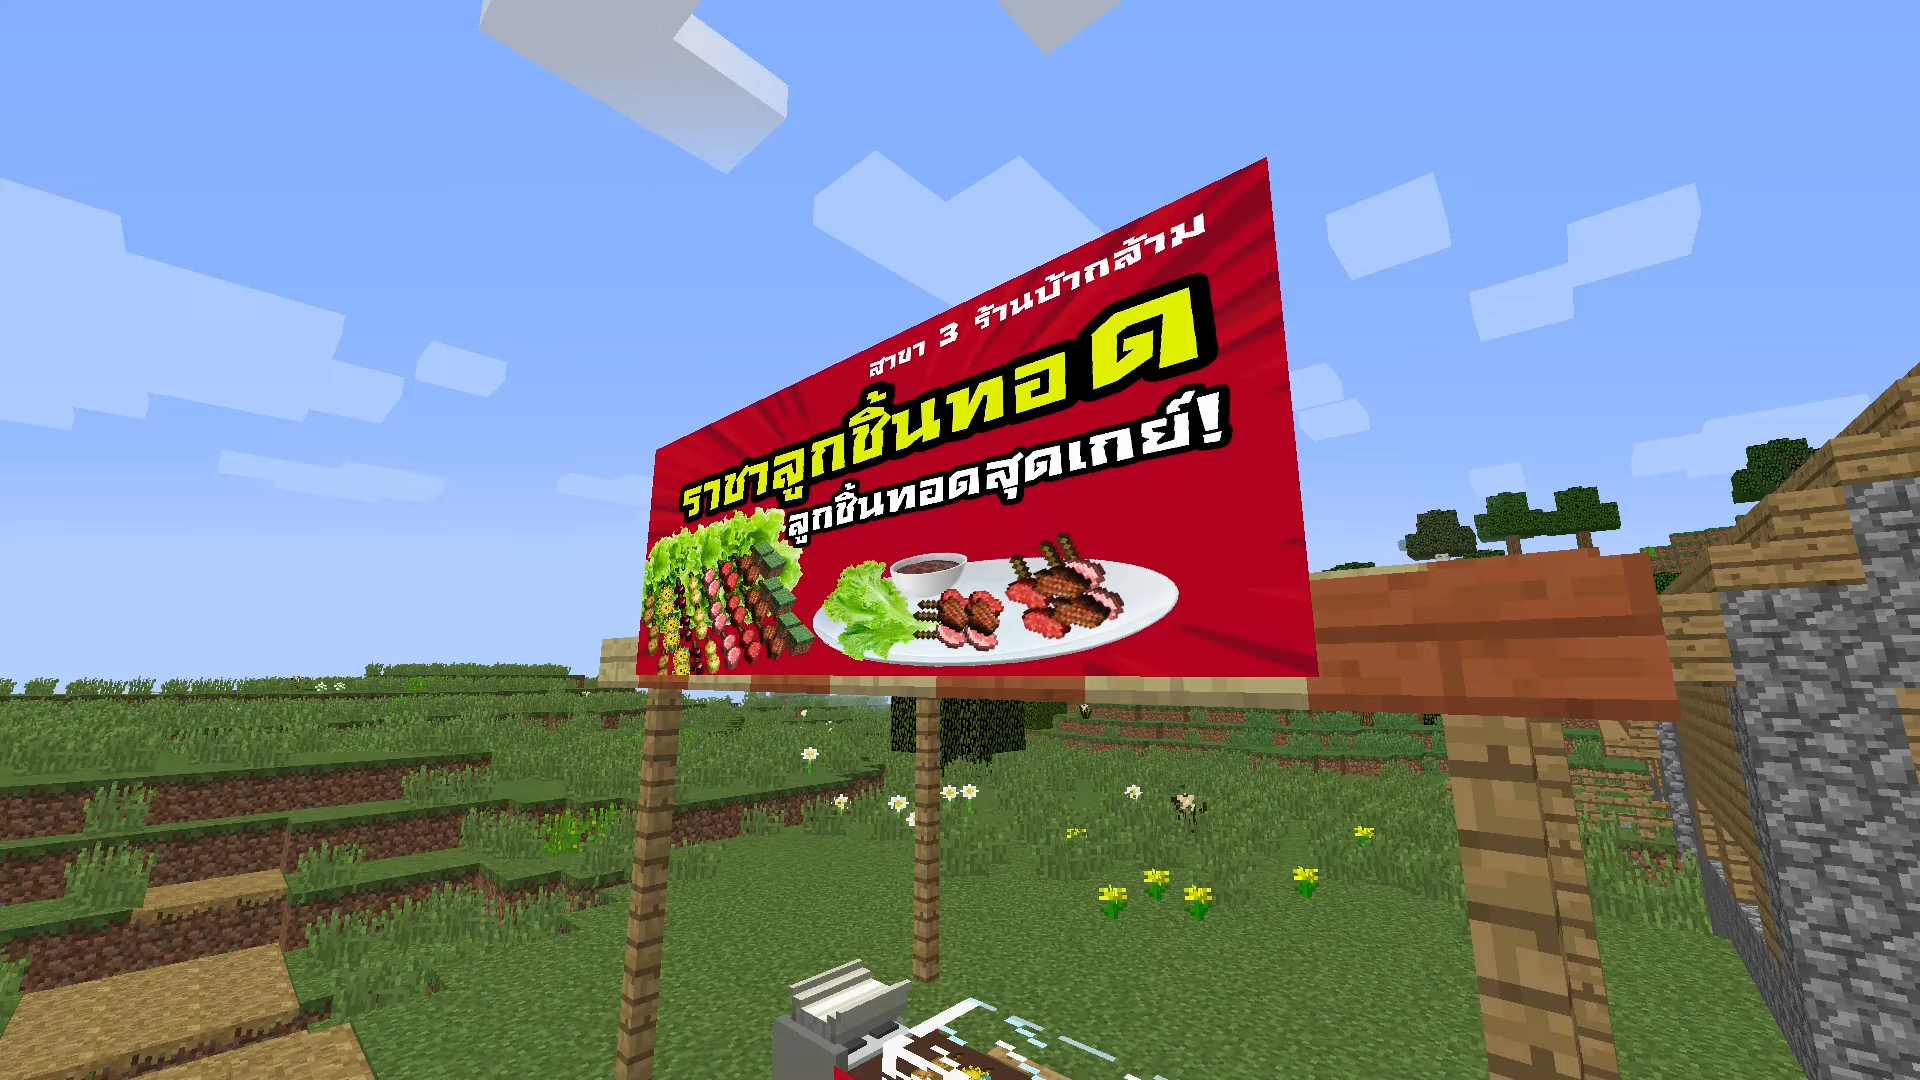 สาขา 3 ร้านป้ากล้าม
ราชาลูกชิ้นทอด
ลูกชิ้นทอดสุดเกย์!